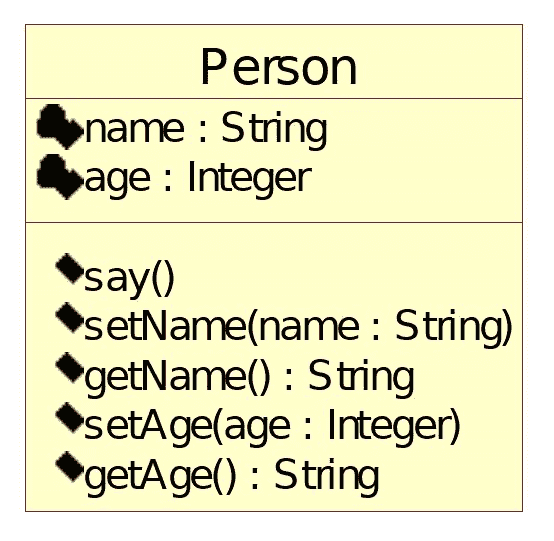 Person
name : String
age : Integer
say()
setName(name : String)
getName() : String
setAge(age : Integer)
getAge() : String